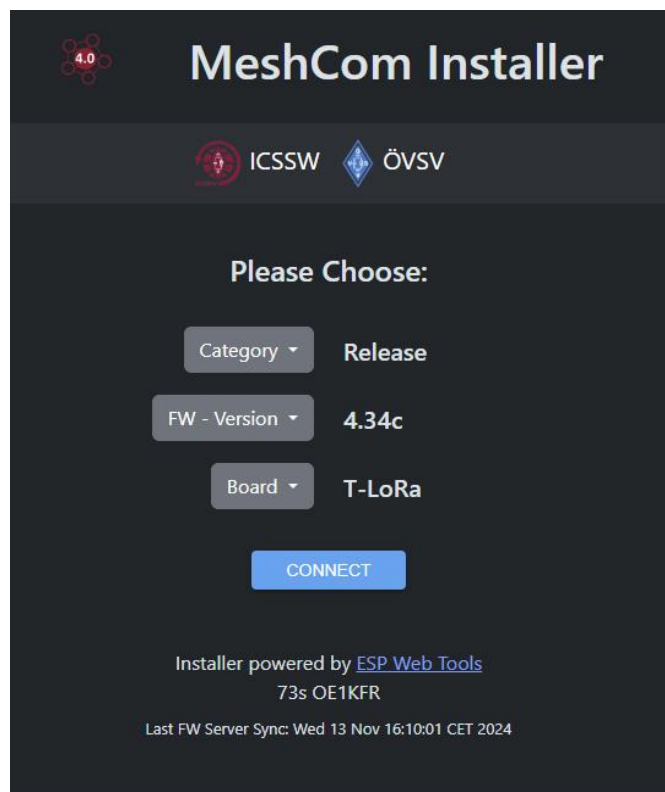 4.0
MeshCom Installer
ICSSW ÖVSV
Please Choose:
Category Release
FW - Version 4.34c
Board T-LoRa
CONNECT
Installer powered by ESP Web Tools
73s OE1KFR
Last FW Server Sync: Wed 13 Nov 16:10:01 CET 2024